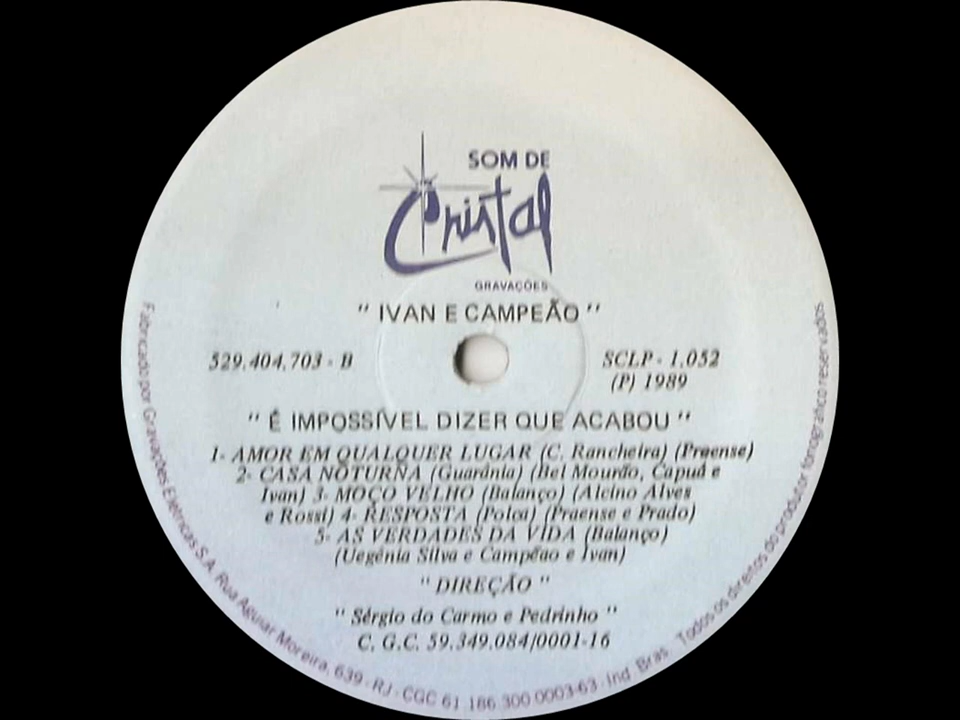 SOM DE
Cristal
GRAVAÇÕES
" IVAN E CAMPEÃO "
529.404.703 - B
SCLP - 1.052
(P) 1989
" É IMPOSSÍVEL DIZER QUE ACABOU "
1- AMOR EM QUALQUER LUGAR (C. Rancheira) (Praense)
2- CASA NOTURNA (Guarânia) (Bel Mourão, Capuá e
Ivan) 3- MOÇO VELHO (Balanço) (Alcino Alves
e Rossi) 4- RESPOSTA (Polca) (Praense e Prado)
5- AS VERDADES DA VIDA (Balanço)
(Uegênia Silva e Campêao e Ivan)
" DIREÇÃO "
" Sérgio do Carmo e Pedrinho "
C. G. C. 59.349.084/0001-16
Fabricado por Gravações Elétricas S.A. Rua Aguiar Moreira, 639 - RJ - CGC 61.186.300 0003-63 - Ind. Bras. Todos os direitos do produtor fonográfico reservados